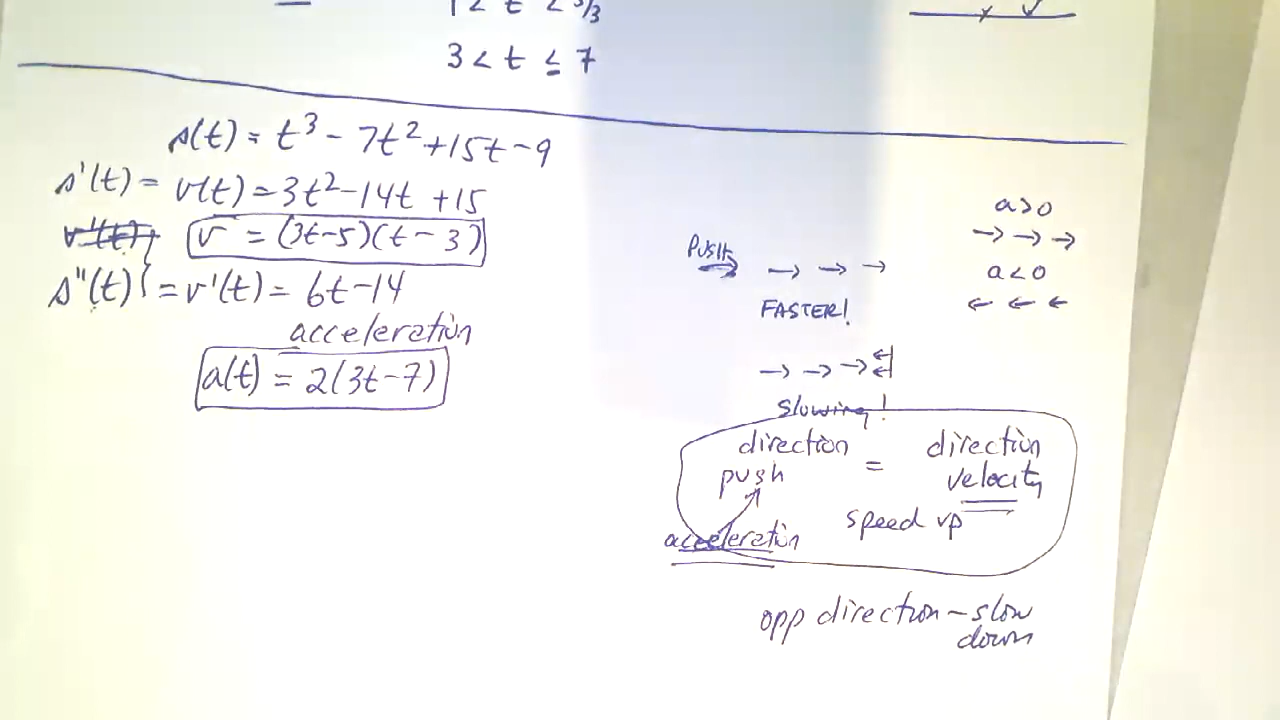 1 < t < 5/3
3 < t ≤ 7
s(t) = t³ - 7t² + 15t - 9
s'(t) = v(t) = 3t² - 14t + 15
v = (3t-5)(t-3)
s''(t) = v'(t) = 6t - 14
acceleration
a(t) = 2(3t-7)
PUSH → → → →
FASTER!
a>0
→ → →
a<0
← ← ←
→ → →
Slowing!
direction push = direction velocity
acceleration
speed up
opp direction - slow
down